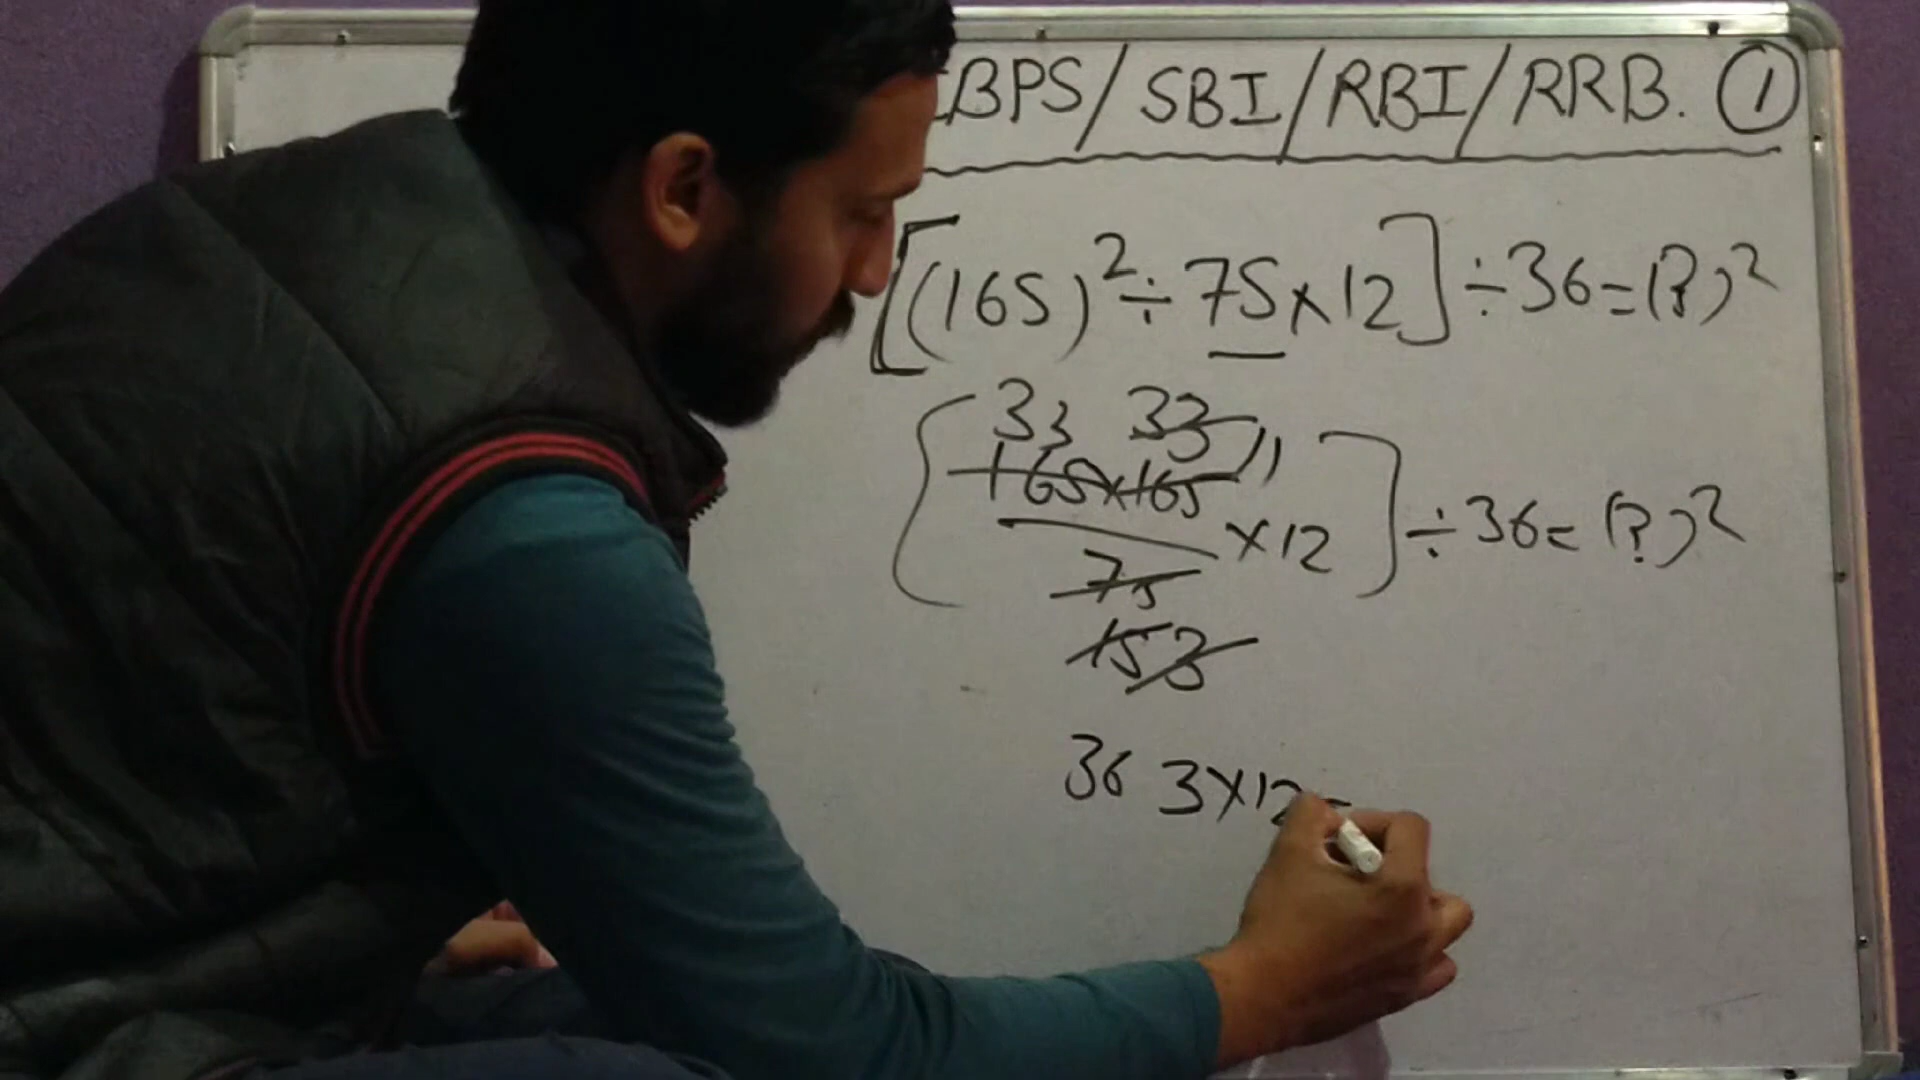 IBPS/SBI/RBI/RRB. ①
[(165)² ÷ 75 × 12] ÷ 36 = (?)²
33 33 11
165×165
× 12 ] ÷ 36 = (?)²
75
15 3
363 × 12 =